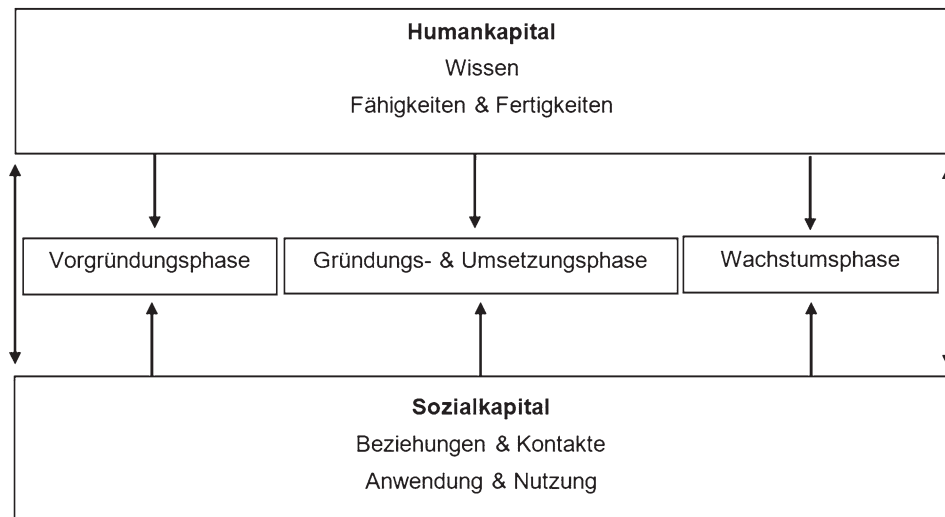 Humankapital
Wissen
Fähigkeiten & Fertigkeiten
Vorgründungsphase
Gründungs- & Umsetzungsphase
Wachstumsphase
Sozialkapital
Beziehungen & Kontakte
Anwendung & Nutzung